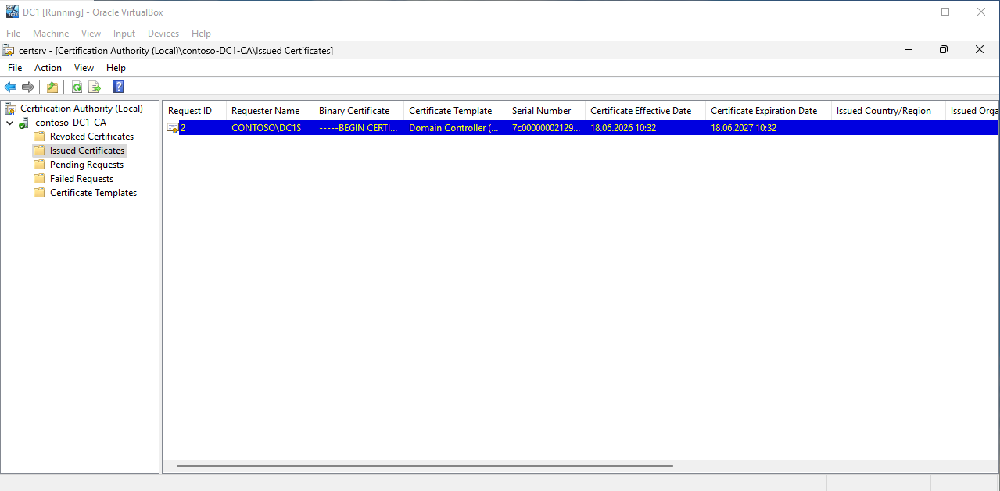 DC1 [Running] - Oracle VirtualBox
File Machine View Input Devices Help
certsrv - [Certification Authority (Local)\contoso-DC1-CA\Issued Certificates]
File Action View Help
Certification Authority (Local)
contoso-DC1-CA
Revoked Certificates
Issued Certificates
Pending Requests
Failed Requests
Certificate Templates
Request ID Requester Name Binary Certificate Certificate Template Serial Number Certificate Effective Date Certificate Expiration Date Issued Country/Region Issued Orga
2 CONTOSO\DC1$ -----BEGIN CERTI... Domain Controller (... 7c00000002129... 18.06.2026 10:32 18.06.2027 10:32